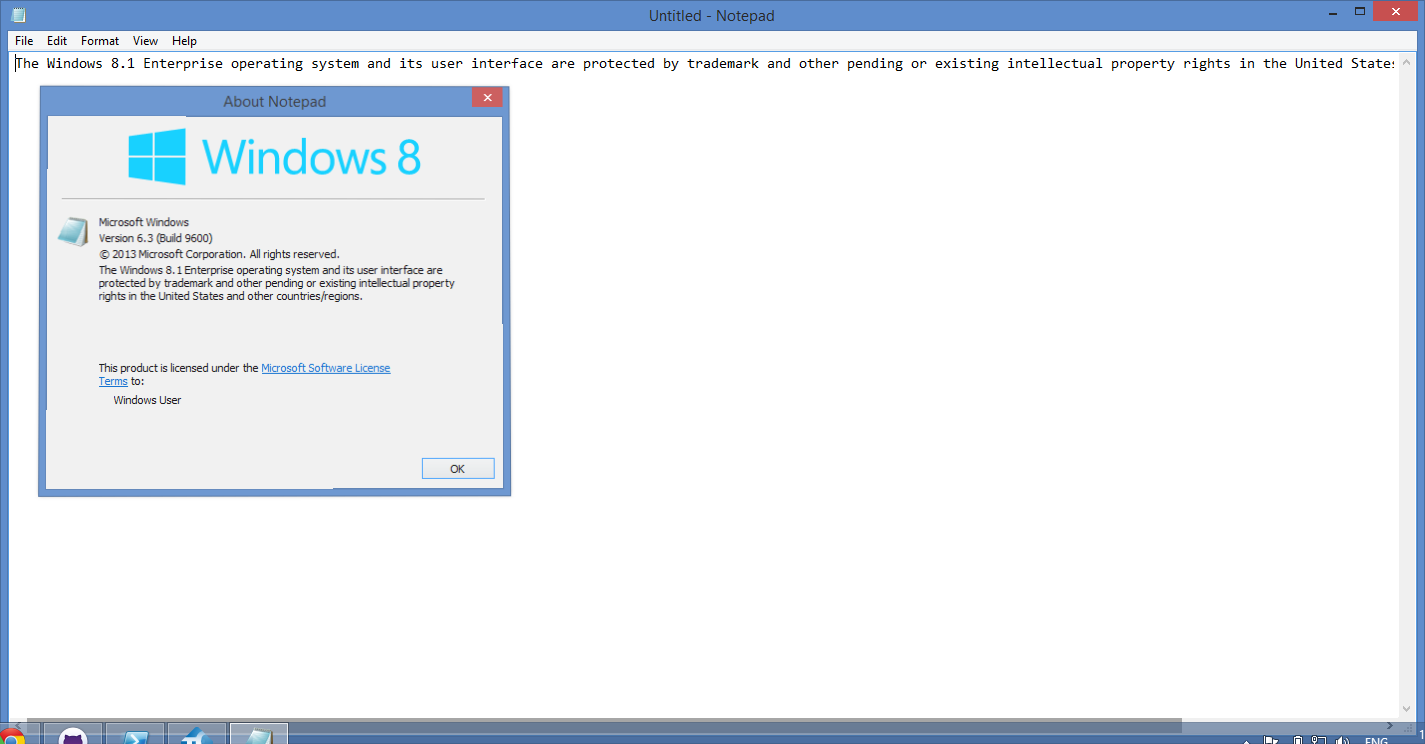 Untitled - Notepad
File Edit Format View Help
The Windows 8.1 Enterprise operating system and its user interface are protected by trademark and other pending or existing intellectual property rights in the United States
About Notepad
Windows 8
Microsoft Windows
Version 6.3 (Build 9600)
© 2013 Microsoft Corporation. All rights reserved.
The Windows 8.1 Enterprise operating system and its user interface are
protected by trademark and other pending or existing intellectual property
rights in the United States and other countries/regions.
This product is licensed under the Microsoft Software License
Terms to:
Windows User
OK
ENG